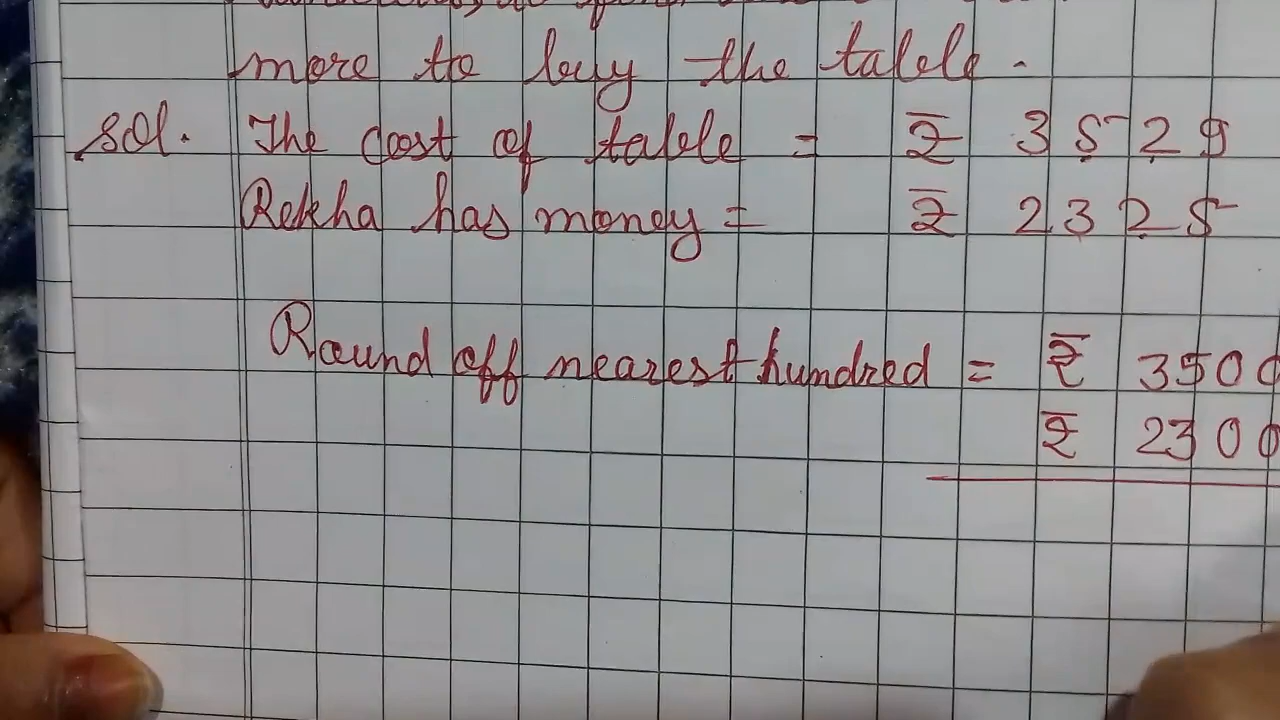 more to buy the table.
Sol. The cost of table = ₹ 3529
Rekha has money = ₹ 2325
Round off nearest hundred = ₹ 3500
₹ 2300